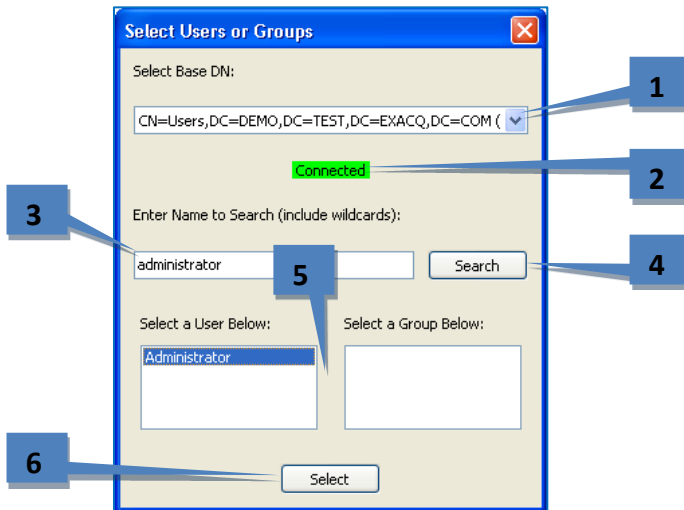 Select Users or Groups
Select Base DN:
1
CN=Users,DC=DEMO,DC=TEST,DC=EXACQ,DC=COM (
Connected
2
3
Enter Name to Search (include wildcards):
administrator
5
Search
4
Select a User Below:
Select a Group Below:
Administrator
6
Select